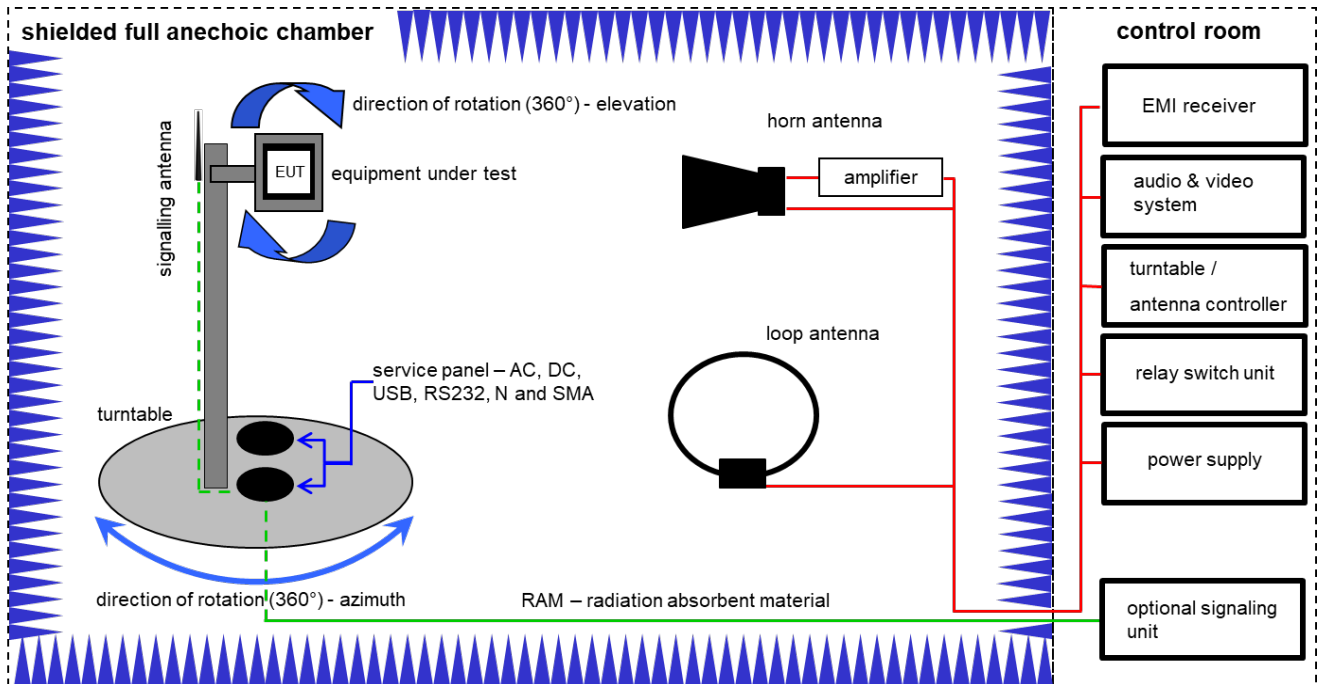 shielded full anechoic chamber
control room
direction of rotation (360°) - elevation
signalling antenna
EUT
equipment under test
horn antenna
amplifier
loop antenna
service panel – AC, DC,
USB, RS232, N and SMA
turntable
direction of rotation (360°) - azimuth
RAM – radiation absorbent material
EMI receiver
audio & video
system
turntable /
antenna controller
relay switch unit
power supply
optional signaling
unit